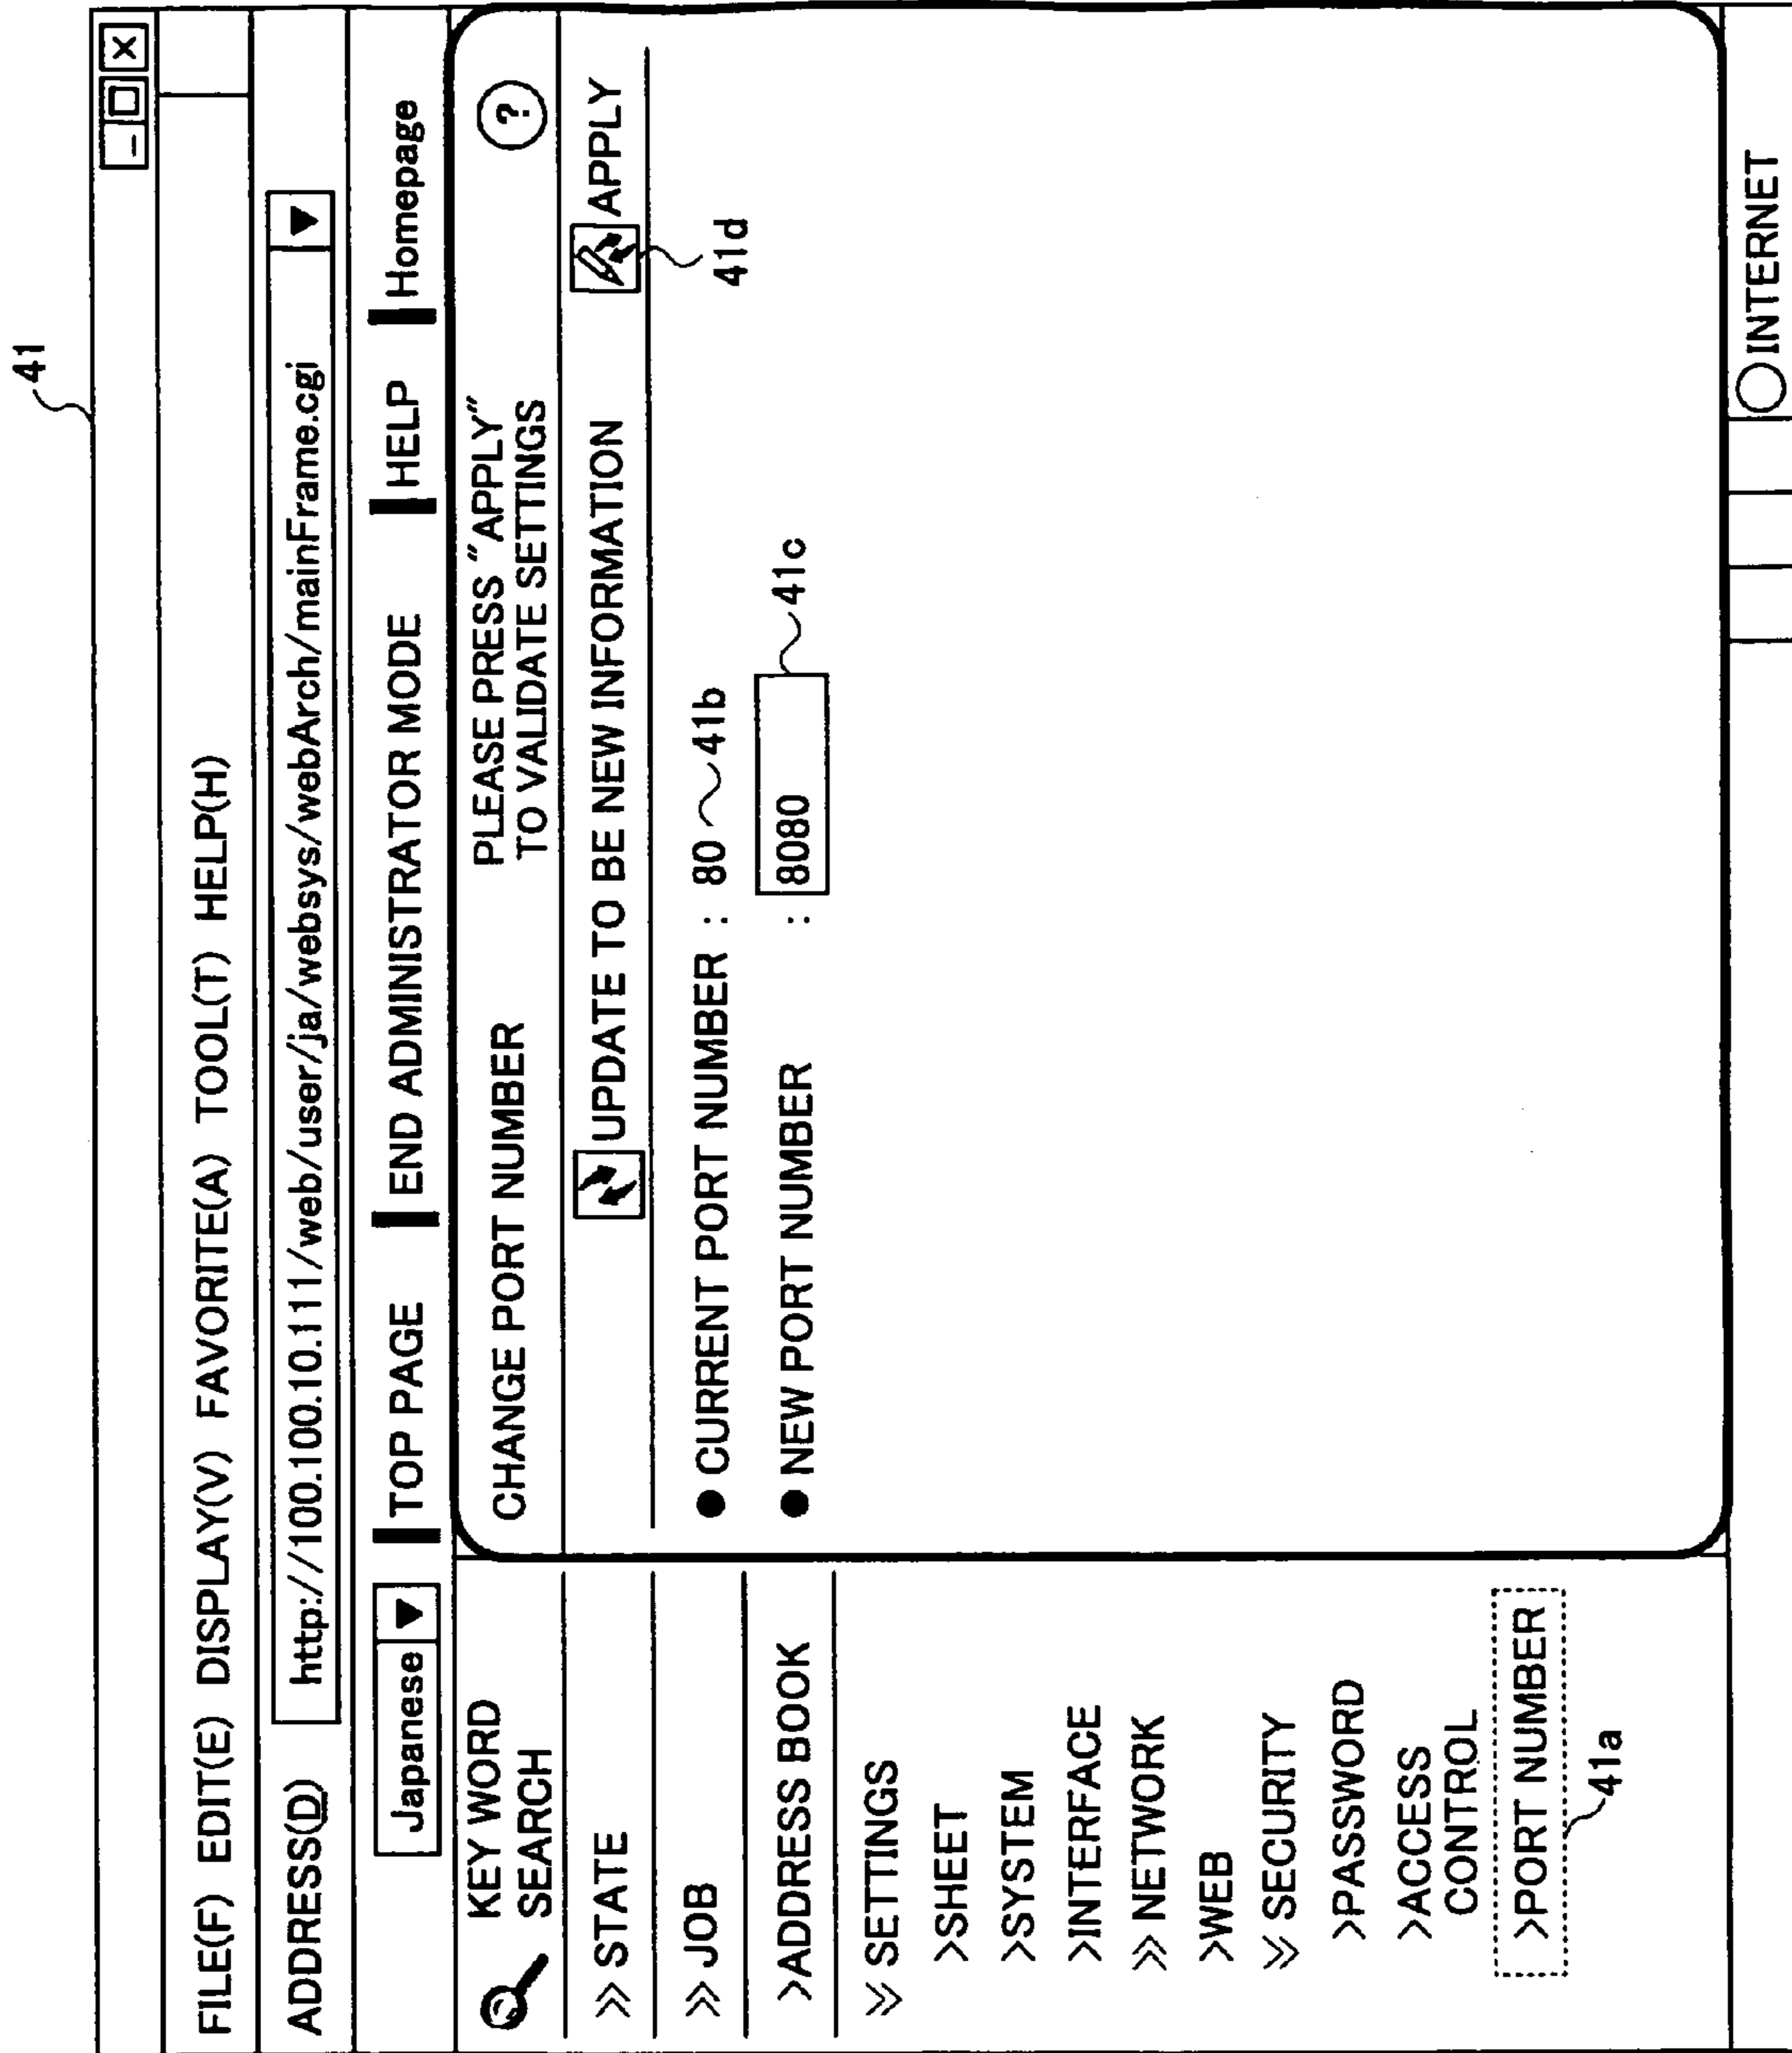 41
FILE(F) EDIT(E) DISPLAY(V) FAVORITE(A) TOOL(T) HELP(H)
ADDRESS(D) http://100.100.10.111/web/user/ja/websys/webArch/mainFrame.cgi
Japanese TOP PAGE END ADMINISTRATOR MODE HELP Homepage
KEY WORD
SEARCH
>> STATE
>> JOB
>ADDRESS BOOK
>> SETTINGS
>SHEET
>SYSTEM
>INTERFACE
>> NETWORK
>WEB
>> SECURITY
>PASSWORD
>ACCESS
CONTROL
>PORT NUMBER
41a
CHANGE PORT NUMBER
PLEASE PRESS "APPLY"
TO VALIDATE SETTINGS
?
UPDATE TO BE NEW INFORMATION APPLY
41d
● CURRENT PORT NUMBER : 80 41b
● NEW PORT NUMBER : 8080 41c
INTERNET